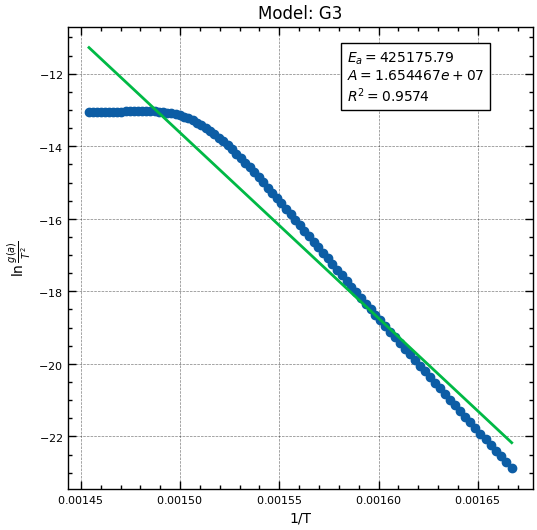 Model: G3
E_a = 425175.79
A = 1.654467e + 07
R^2 = 0.9574
−12
−14
−16
−18
−20
−22
ln g(a)/T^2
0.00145 0.00150 0.00155 0.00160 0.00165
1/T